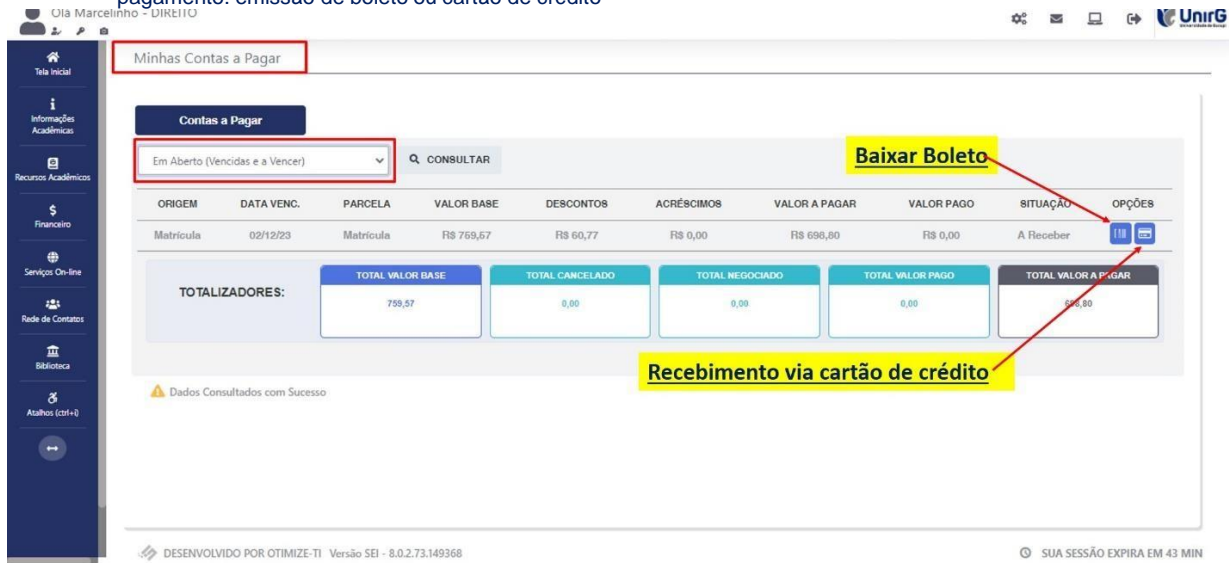 pagamento: emissão de boleto ou cartão de crédito
Olá Marcelinho - DIREITO
UnirG
Tela Inicial
Minhas Contas a Pagar
Informações
Acadêmicas
Contas a Pagar
Em Aberto (Vencidas e a Vencer)
CONSULTAR
Baixar Boleto
Recursos Acadêmicos
ORIGEM DATA VENC. PARCELA VALOR BASE DESCONTOS ACRÉSCIMOS VALOR A PAGAR VALOR PAGO SITUAÇÃO OPÇÕES
Matrícula 02/12/23 Matrícula R$ 759,57 R$ 60,77 R$ 0,00 R$ 698,80 R$ 0,00 A Receber
Financeiro
Serviços On-line
TOTALIZADORES:
TOTAL VALOR BASE TOTAL CANCELADO TOTAL NEGOCIADO TOTAL VALOR PAGO TOTAL VALOR A PAGAR
759,57 0,00 0,00 0,00 698,80
Rede de Contatos
Biblioteca
Recebimento via cartão de crédito
Dados Consultados com Sucesso
Atalhos (ctrl+i)
DESENVOLVIDO POR OTIMIZE-TI Versão SEI - 8.0.2.73.149368
SUA SESSÃO EXPIRA EM 43 MIN